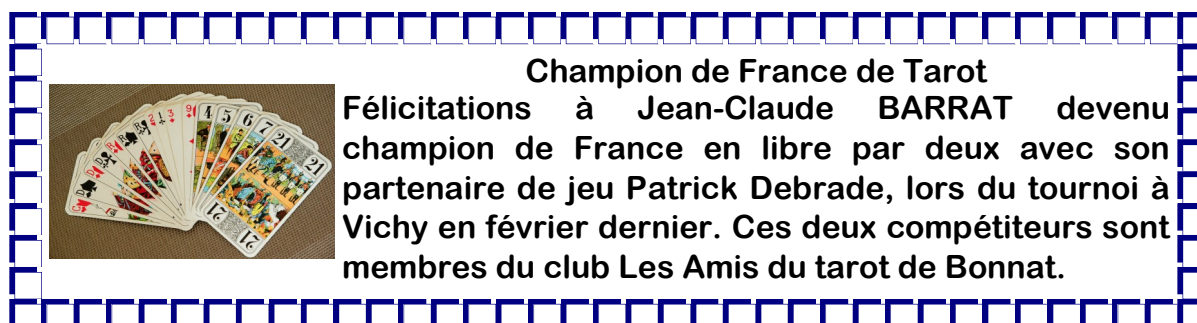 Champion de France de Tarot
Félicitations à Jean-Claude BARRAT devenu
champion de France en libre par deux avec son
partenaire de jeu Patrick Debrade, lors du tournoi à
Vichy en février dernier. Ces deux compétiteurs sont
membres du club Les Amis du tarot de Bonnat.